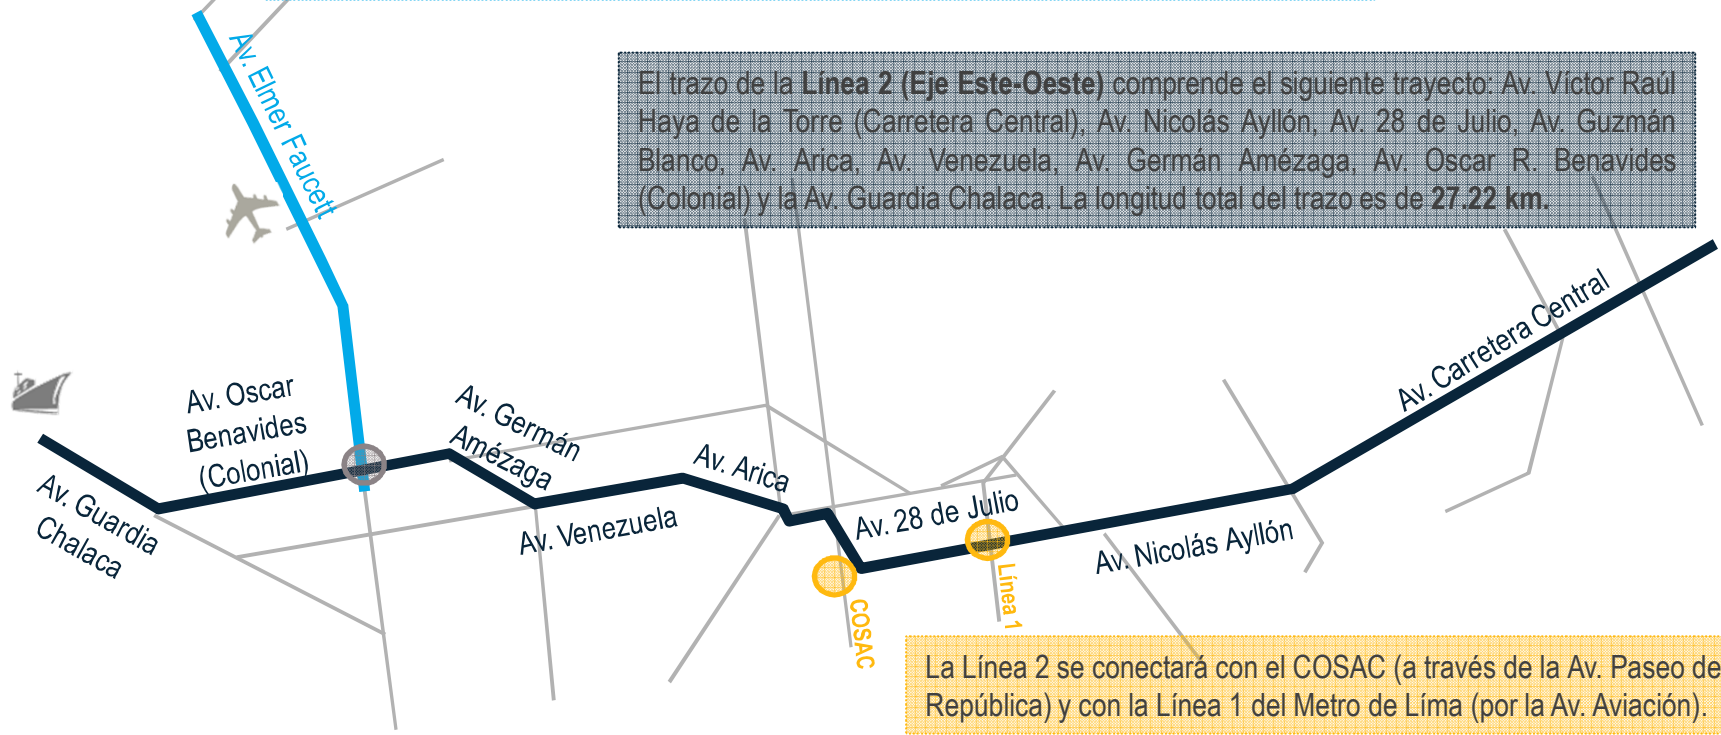 Av. Elmer Faucett
El trazo de la Línea 2 (Eje Este-Oeste) comprende el siguiente trayecto: Av. Víctor Raúl
Haya de la Torre (Carretera Central), Av. Nicolás Ayllón, Av. 28 de Julio, Av. Guzmán
Blanco, Av. Arica, Av. Venezuela, Av. Germán Amézaga, Av. Oscar R. Benavides
(Colonial) y la Av. Guardia Chalaca. La longitud total del trazo es de 27.22 km.
Av. Carretera Central
Av. Oscar
Benavides
(Colonial)
Av. Germán
Amézaga
Av. Arica
Av. Guardia
Chalaca
Av. Venezuela
Av. 28 de Julio
Av. Nicolás Ayllón
COSAC
Línea 1
La Línea 2 se conectará con el COSAC (a través de la Av. Paseo de
República) y con la Línea 1 del Metro de Líma (por la Av. Aviación).